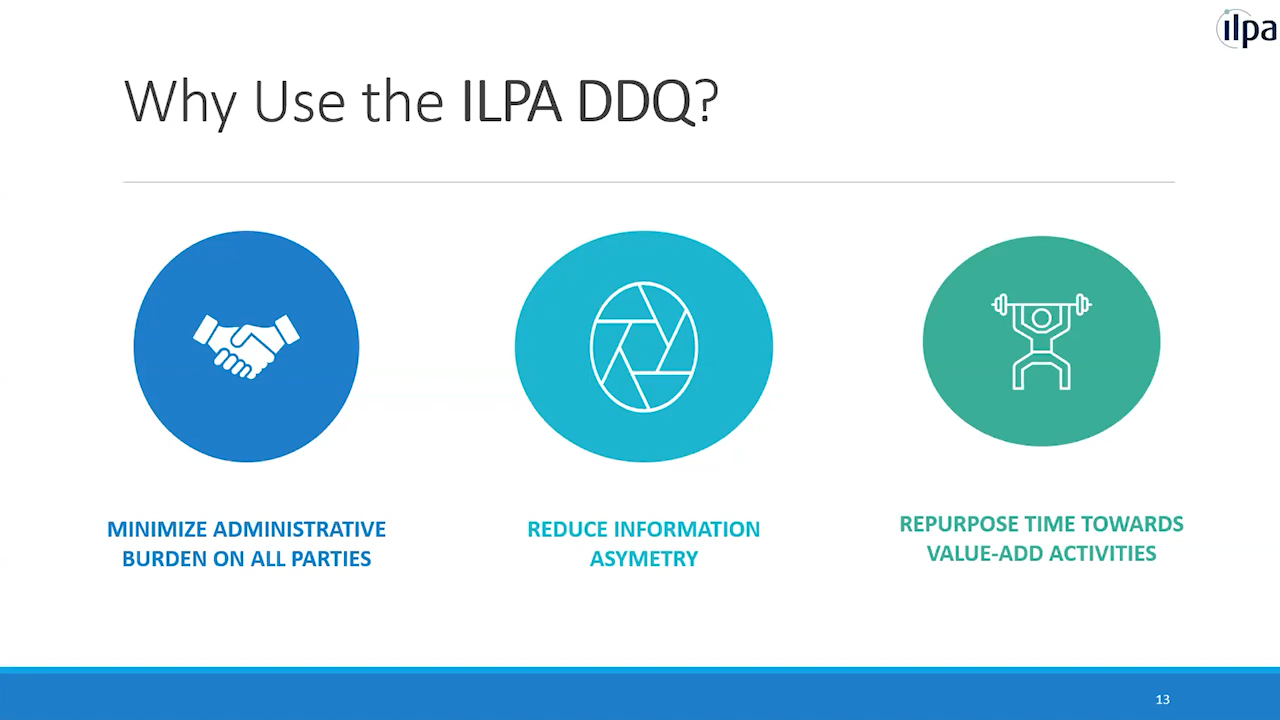 ilpa
Why Use the ILPA DDQ?
MINIMIZE ADMINISTRATIVE
BURDEN ON ALL PARTIES
REDUCE INFORMATION
ASYMETRY
REPURPOSE TIME TOWARDS
VALUE-ADD ACTIVITIES
13